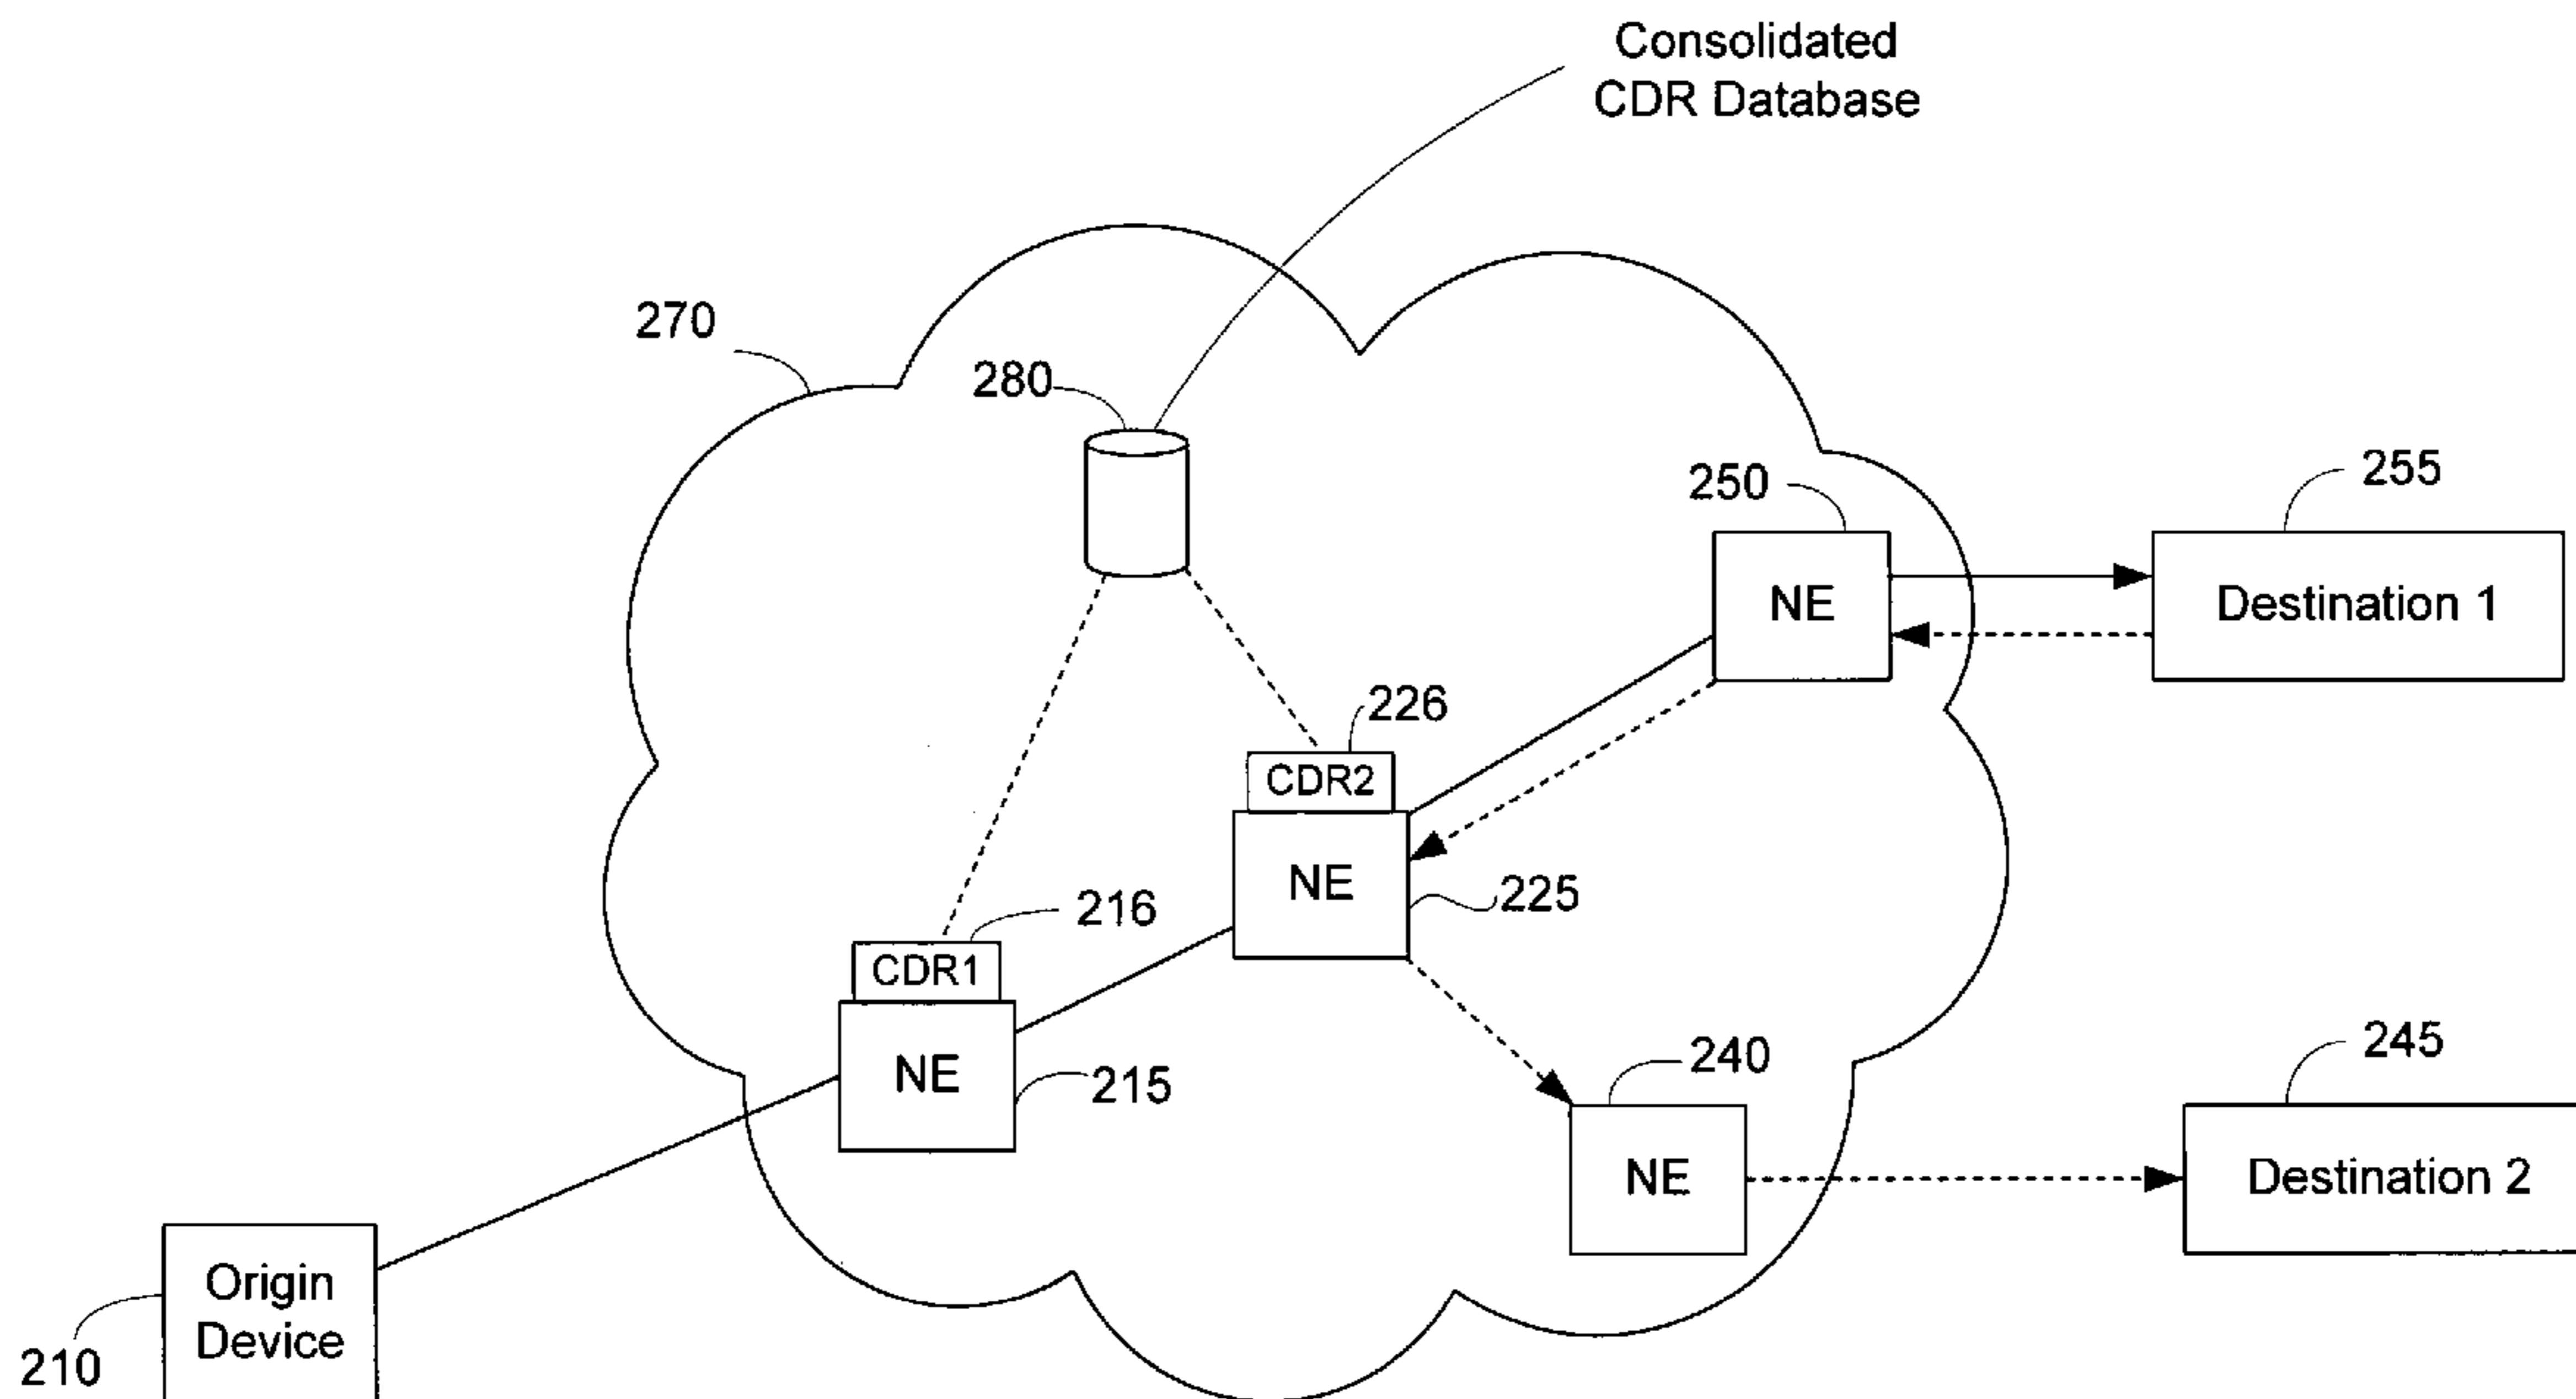 Consolidated
CDR Database
270
280
250
255
NE
Destination 1
226
CDR2
NE
225
216
CDR1
NE
215
240
245
NE
Destination 2
Origin
Device
210